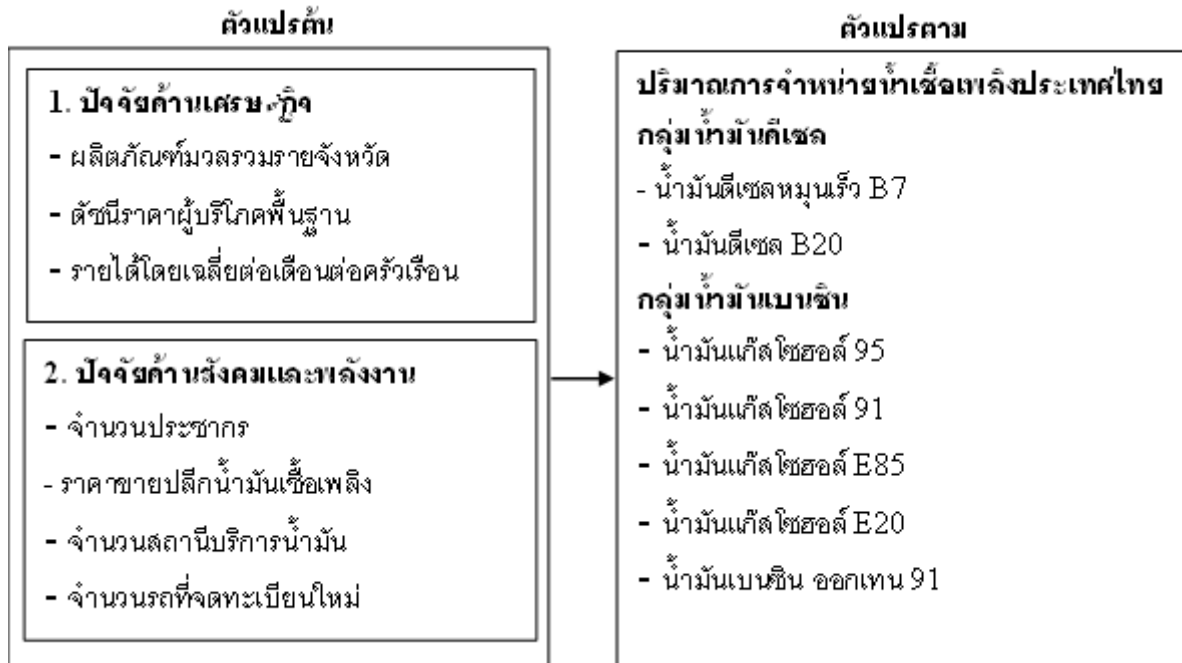 ตัวแปรต้น
1. ปัจจัยด้านเศรษฐกิจ
- ผลิตภัณฑ์มวลรวมรายจังหวัด
- ดัชนีราคาผู้บริโภคพื้นฐาน
- รายได้โดยเฉลี่ยต่อเดือนต่อครัวเรือน
2. ปัจจัยด้านสังคมและพลังงาน
- จำนวนประชากร
- ราคาขายปลีกน้ำมันเชื้อเพลิง
- จำนวนสถานีบริการน้ำมัน
- จำนวนรถที่จดทะเบียนใหม่
ตัวแปรตาม
ปริมาณการจำหน่ายน้ำเชื้อเพลิงประเทศไทย
กลุ่มน้ำมันดีเซล
- น้ำมันดีเซลหมุนเร็ว B7
- น้ำมันดีเซล B20
กลุ่มน้ำมันเบนซิน
- น้ำมันแก๊สโซฮอล์ 95
- น้ำมันแก๊สโซฮอล์ 91
- น้ำมันแก๊สโซฮอล์ E85
- น้ำมันแก๊สโซฮอล์ E20
- น้ำมันเบนซิน ออกเทน 91